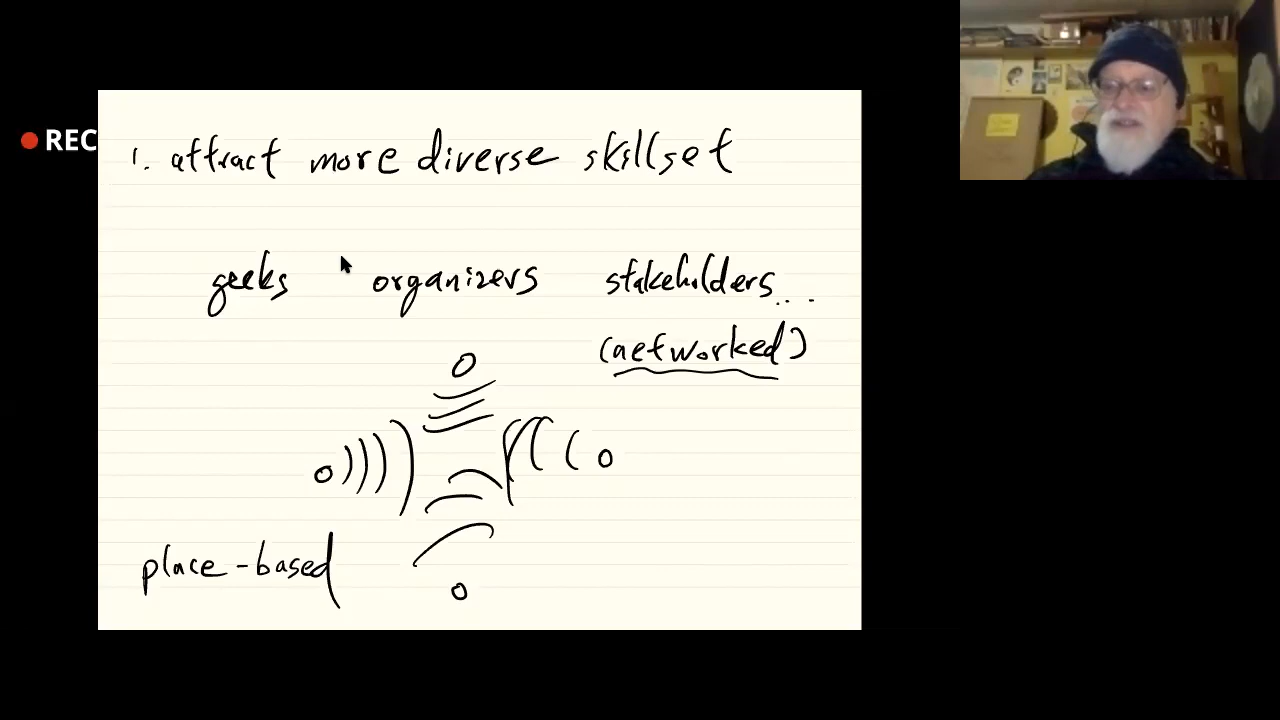 REC
1. attract more diverse skillset
geeks organizers stakeholders...
(networked)
place-based